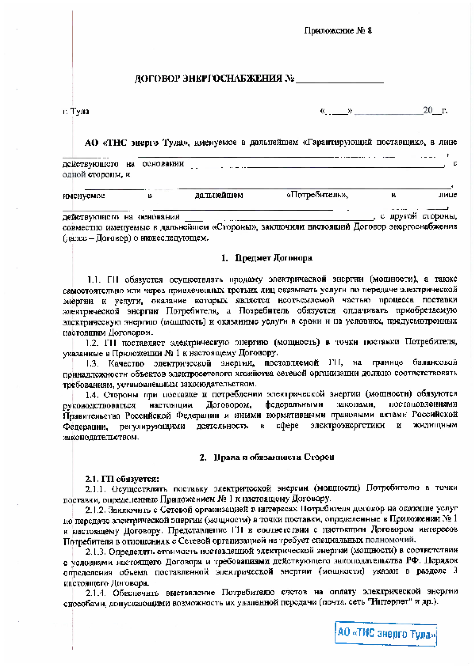 Приложение № 8
ДОГОВОР ЭНЕРГОСНАБЖЕНИЯ № ______________
г. Тула «____» ____________ 20__г.
АО «ТНС энерго Тула», именуемое в дальнейшем «Гарантирующий поставщик», в лице
______________________________________________,
действующего на основании ______________________________, с
одной стороны, и
______________________________________________,
именуемое в дальнейшем «Потребитель», в лице
______________________________________________,
действующего на основании ______________________, с другой стороны,
совместно именуемые в дальнейшем «Стороны», заключили настоящий Договор энергоснабжения
(далее – Договор) о нижеследующем.
1. Предмет Договора
1.1. ГП обязуется осуществлять продажу электрической энергии (мощности), а также
самостоятельно или через привлеченных третьих лиц оказывать услуги по передаче электрической
энергии и услуги, оказание которых является неотъемлемой частью процесса поставки
электрической энергии Потребителю, а Потребитель обязуется оплачивать приобретаемую
электрическую энергию (мощность) и оказанные услуги в сроки и на условиях, предусмотренных
настоящим Договором.
1.2. ГП поставляет электрическую энергию (мощность) в точки поставки Потребителя,
указанные в Приложении № 1 к настоящему Договору.
1.3. Качество электрической энергии, поставляемой ГП, на границе балансовой
принадлежности объектов электросетевого хозяйства сетевой организации должно соответствовать
требованиям, установленным законодательством.
1.4. Стороны при поставке и потреблении электрической энергии (мощности) обязуются
руководствоваться настоящим Договором, федеральными законами, постановлениями
Правительства Российской Федерации и иными нормативными правовыми актами Российской
Федерации, регулирующими деятельность в сфере электроэнергетики и жилищным
законодательством.
2. Права и обязанности Сторон
2.1. ГП обязуется:
2.1.1. Осуществлять поставку электрической энергии (мощности) Потребителю в точки
поставки, определенные Приложением № 1 к настоящему Договору.
2.1.2. Заключить с Сетевой организацией в интересах Потребителя договор на оказание услуг
по передаче электрической энергии (мощности) в точки поставки, определенные в Приложении № 1
к настоящему Договору. Представление ГП в соответствии с настоящим Договором интересов
Потребителя в отношениях с Сетевой организацией не требует специальных полномочий.
2.1.3. Определять стоимость поставленной электрической энергии (мощности) в соответствии
с условиями настоящего Договора и требованиями действующего законодательства РФ. Порядок
определения объема поставленной электрической энергии (мощности) указан в разделе 3
настоящего Договора.
2.1.4. Обеспечить выставление Потребителю счетов на оплату электрической энергии
способами, допускающими возможность их удаленной передачи (почта, сеть "Интернет" и др.).
АО «ТНС энерго Тула»